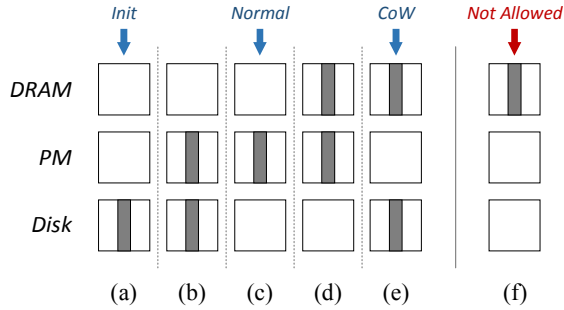 Init Normal CoW Not Allowed
DRAM
PM
Disk
(a) (b) (c) (d) (e) (f)